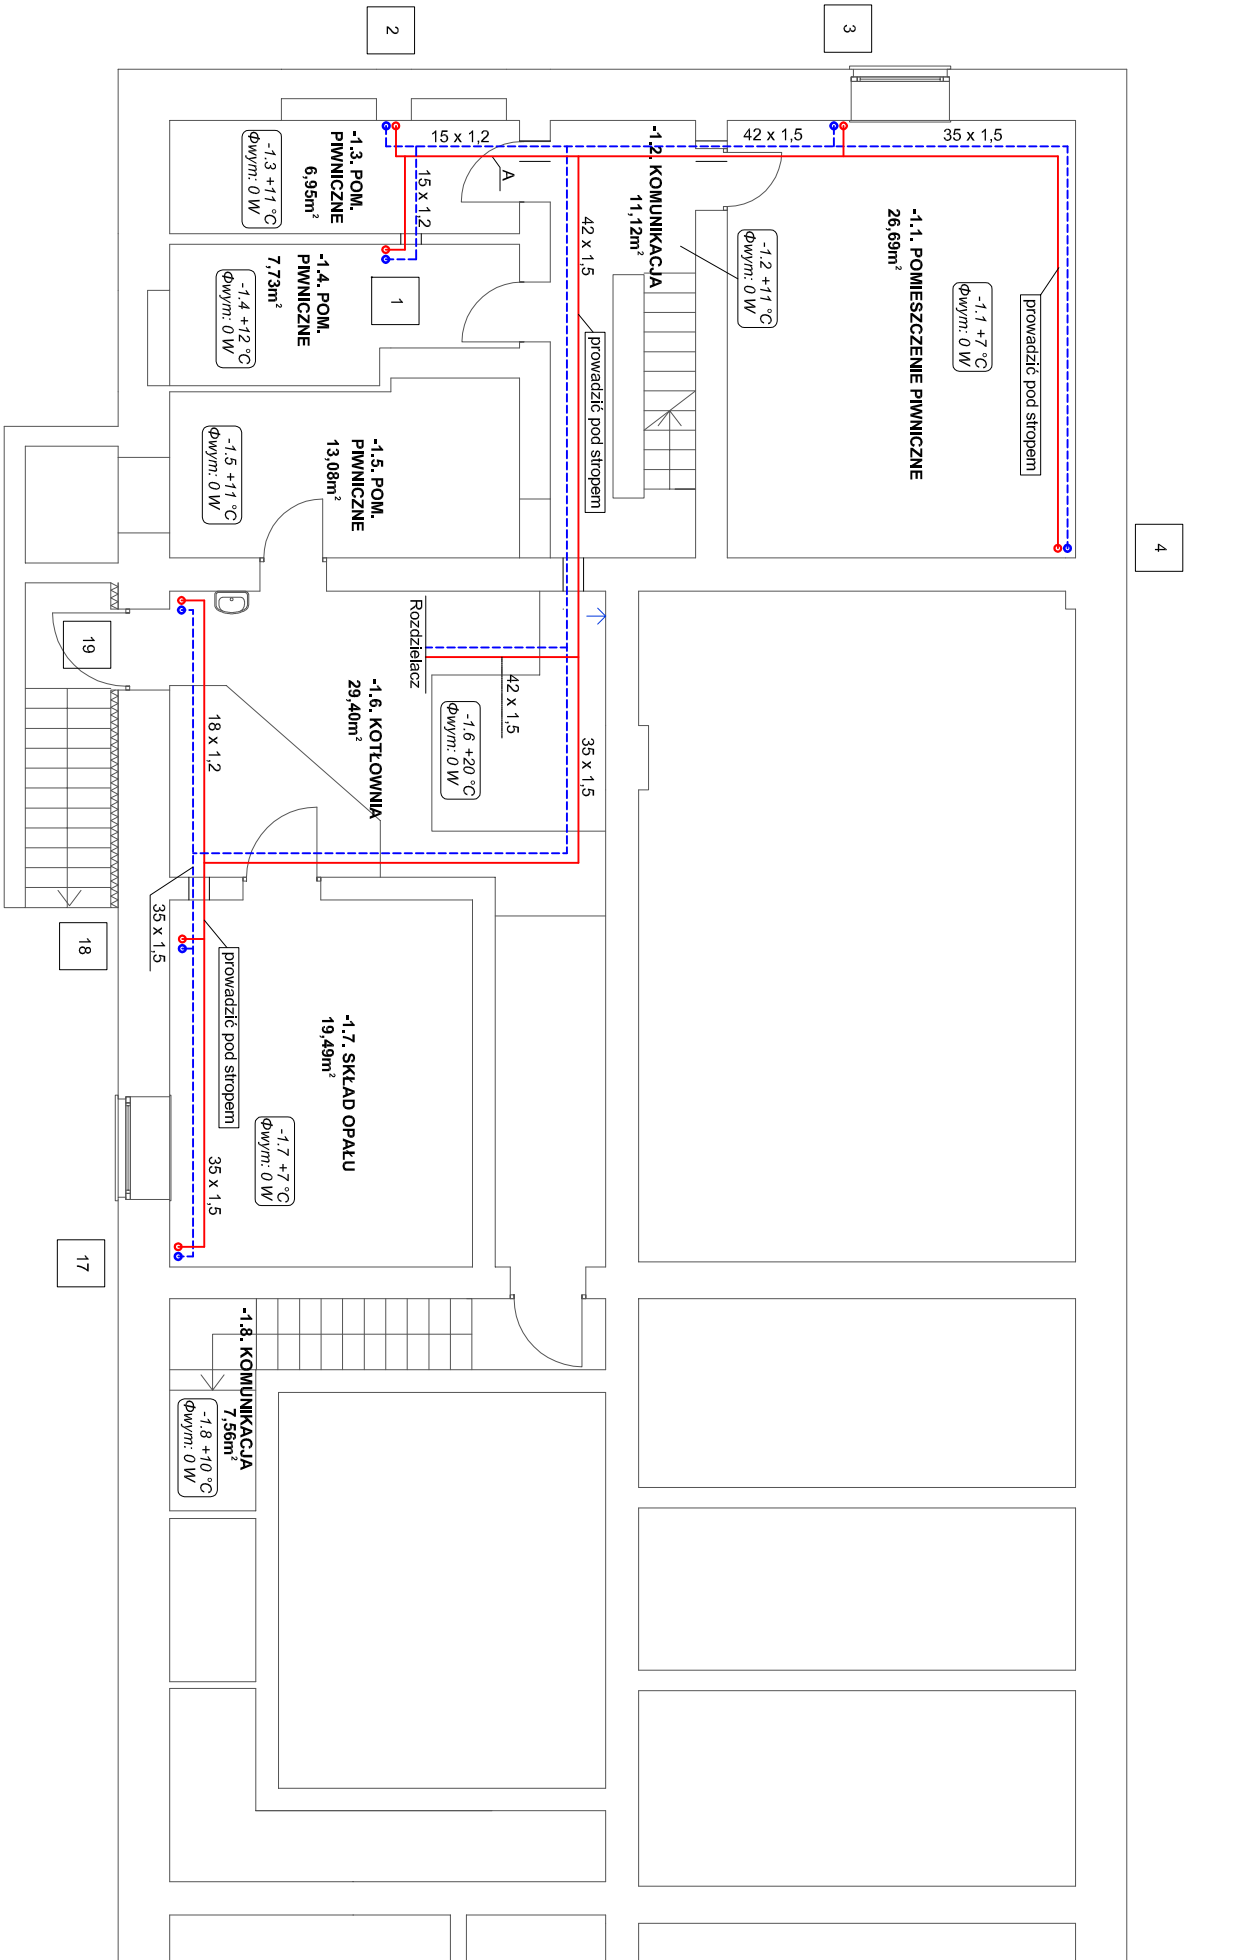 2
3
4
1
19
18
17
15 x 1,2
42 x 1,5
35 x 1,5
-1.3. POM.
PIWNICZNE
6,95m²
-1.3 +11 °C
Φwym: 0 W
15 x 1,2
A
-1.2. KOMUNIKACJA
11,12m²
-1.2 +11 °C
Φwym: 0 W
42 x 1,5
prowadzić pod stropem
-1.1. POMIESZCZENIE PIWNICZNE
26,69m²
-1.1 +7 °C
Φwym: 0 W
prowadzić pod stropem
-1.4. POM.
PIWNICZNE
7,73m²
-1.4 +12 °C
Φwym: 0 W
-1.5. POM.
PIWNICZNE
13,08m²
-1.5 +11 °C
Φwym: 0 W
Rozdzielacz
42 x 1,5
-1.6. KOTŁOWNIA
29,40m²
-1.6 +20 °C
Φwym: 0 W
35 x 1,5
18 x 1,2
35 x 1,5
prowadzić pod stropem
-1.7. SKŁAD OPAŁU
19,49m²
-1.7 +7 °C
Φwym: 0 W
35 x 1,5
-1.8. KOMUNIKACJA
7,56m²
-1.8 +10 °C
Φwym: 0 W